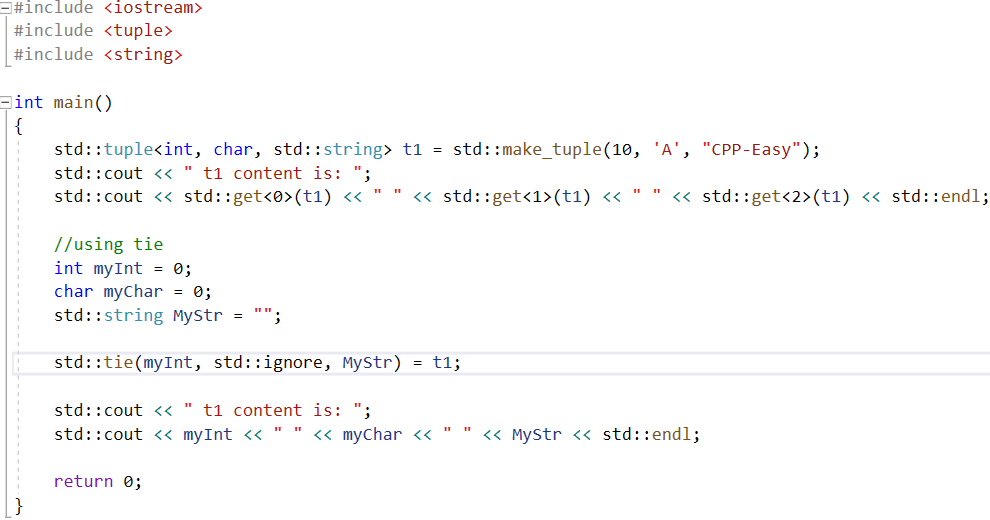 #include <iostream>
#include <tuple>
#include <string>
int main()
{
std::tuple<int, char, std::string> t1 = std::make_tuple(10, 'A', "CPP-Easy");
std::cout << " t1 content is: ";
std::cout << std::get<0>(t1) << " " << std::get<1>(t1) << " " << std::get<2>(t1) << std::endl;
//using tie
int myInt = 0;
char myChar = 0;
std::string MyStr = "";
std::tie(myInt, std::ignore, MyStr) = t1;
std::cout << " t1 content is: ";
std::cout << myInt << " " << myChar << " " << MyStr << std::endl;
return 0;
}